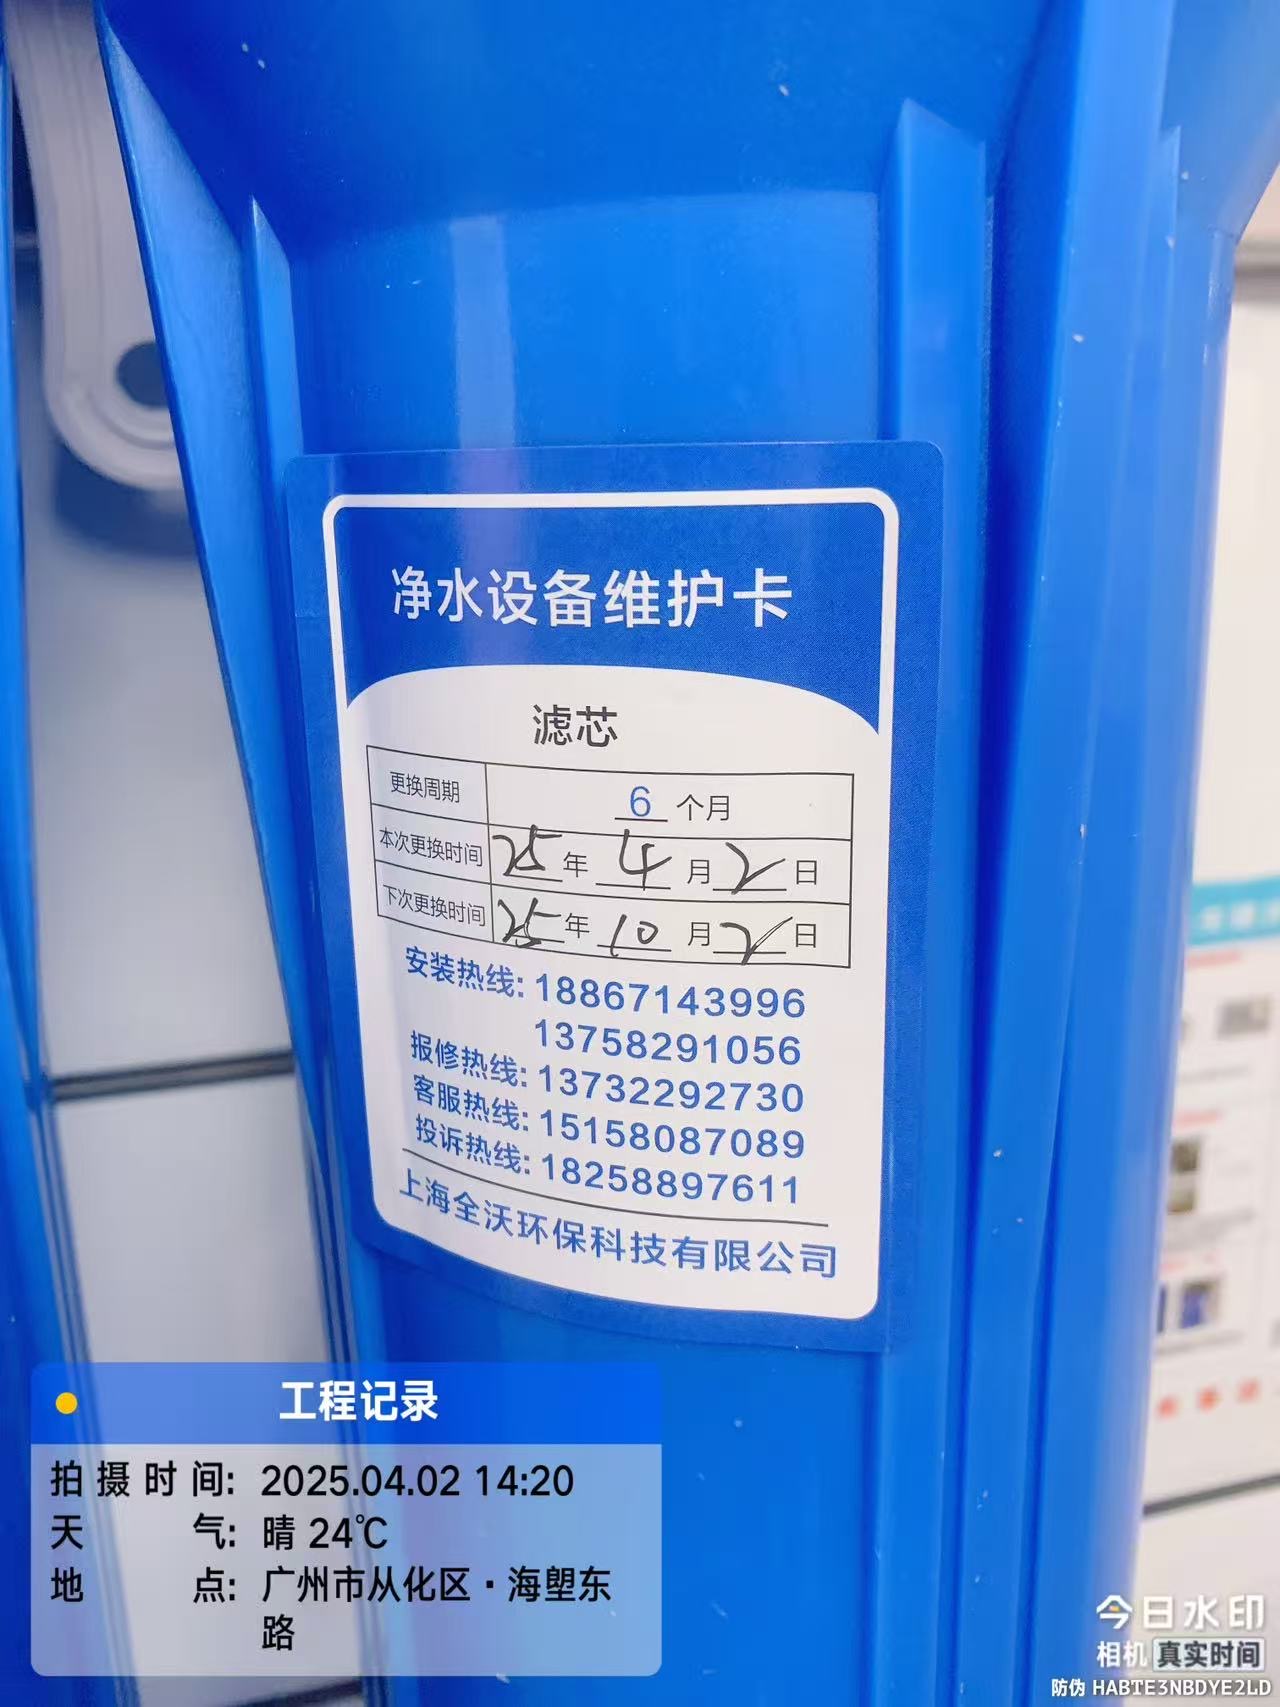 净水设备维护卡
滤芯
更换周期 6 个月
本次更换时间 年 4 月 2 日
下次更换时间 年 10 月 2 日
安装热线: 18867143996
13758291056
报修热线: 13732292730
客服热线: 15158087089
投诉热线: 18258897611
上海全沃环保科技有限公司
工程记录
拍摄时间: 2025.04.02 14:20
天气: 晴 24℃
地点: 广州市从化区·海塱东
路
今日水印
相机 真实时间
防伪 HABTE3NBDYE2LD